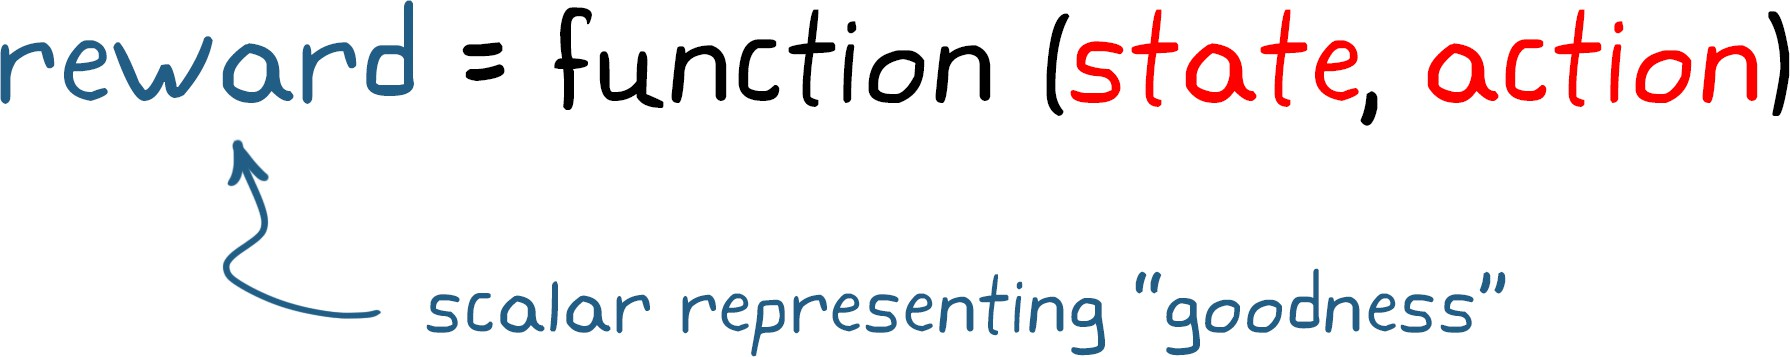 reward = function (state, action)
scalar representing “goodness”